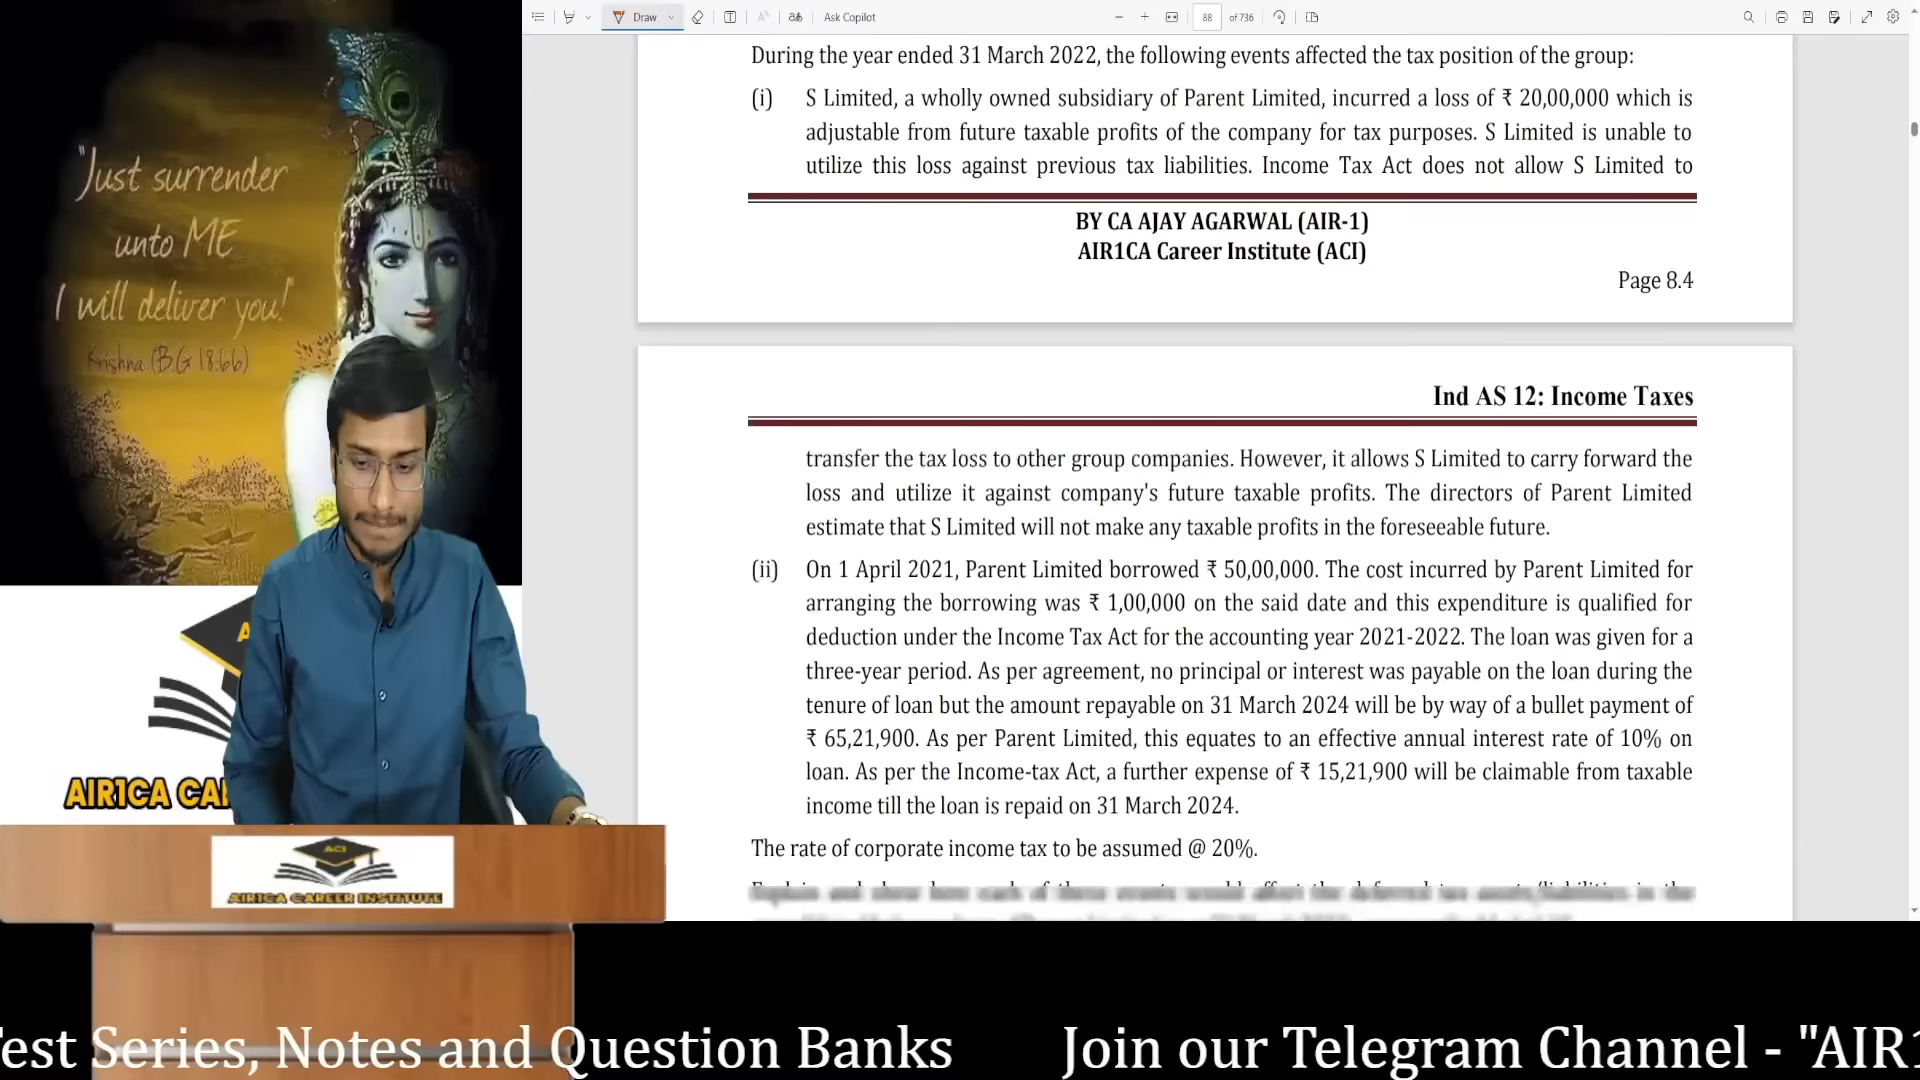 Draw
Ask Copilot
88 of 736
During the year ended 31 March 2022, the following events affected the tax position of the group:
(i) S Limited, a wholly owned subsidiary of Parent Limited, incurred a loss of ₹ 20,00,000 which is
adjustable from future taxable profits of the company for tax purposes. S Limited is unable to
utilize this loss against previous tax liabilities. Income Tax Act does not allow S Limited to
BY CA AJAY AGARWAL (AIR-1)
AIR1CA Career Institute (ACI)
Page 8.4
Ind AS 12: Income Taxes
transfer the tax loss to other group companies. However, it allows S Limited to carry forward the
loss and utilize it against company's future taxable profits. The directors of Parent Limited
estimate that S Limited will not make any taxable profits in the foreseeable future.
(ii) On 1 April 2021, Parent Limited borrowed ₹ 50,00,000. The cost incurred by Parent Limited for
arranging the borrowing was ₹ 1,00,000 on the said date and this expenditure is qualified for
deduction under the Income Tax Act for the accounting year 2021-2022. The loan was given for a
three-year period. As per agreement, no principal or interest was payable on the loan during the
tenure of loan but the amount repayable on 31 March 2024 will be by way of a bullet payment of
₹ 65,21,900. As per Parent Limited, this equates to an effective annual interest rate of 10% on
loan. As per the Income-tax Act, a further expense of ₹ 15,21,900 will be claimable from taxable
income till the loan is repaid on 31 March 2024.
The rate of corporate income tax to be assumed @ 20%.
"Just surrender
unto ME
I will deliver you!"
Krishna (B.G 18:66)
AIR1CA CA
ACI
AIR1CA CAREER INSTITUTE
est Series, Notes and Question Banks
Join our Telegram Channel - "AIR1